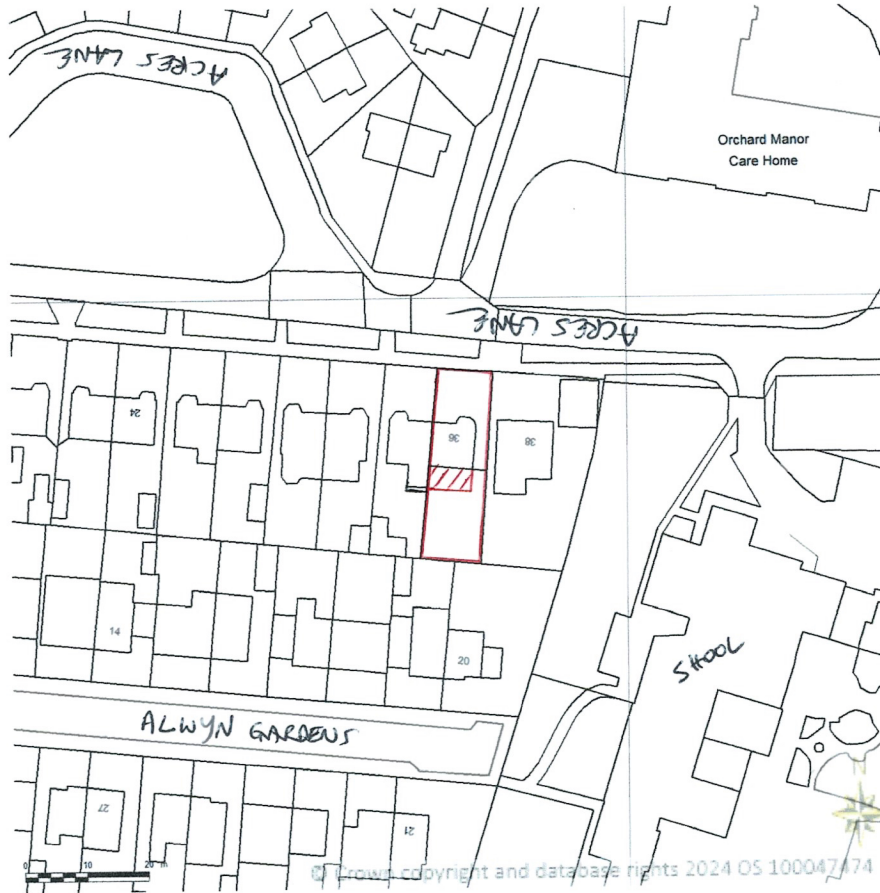 ACRES LANE
Orchard Manor
Care Home
ACRES LANE
24
36
38
14
20
SHOOL
ALWYN GARDENS
27
21
N
0 10 20 m
© Crown copyright and database rights 2024 OS 100047474